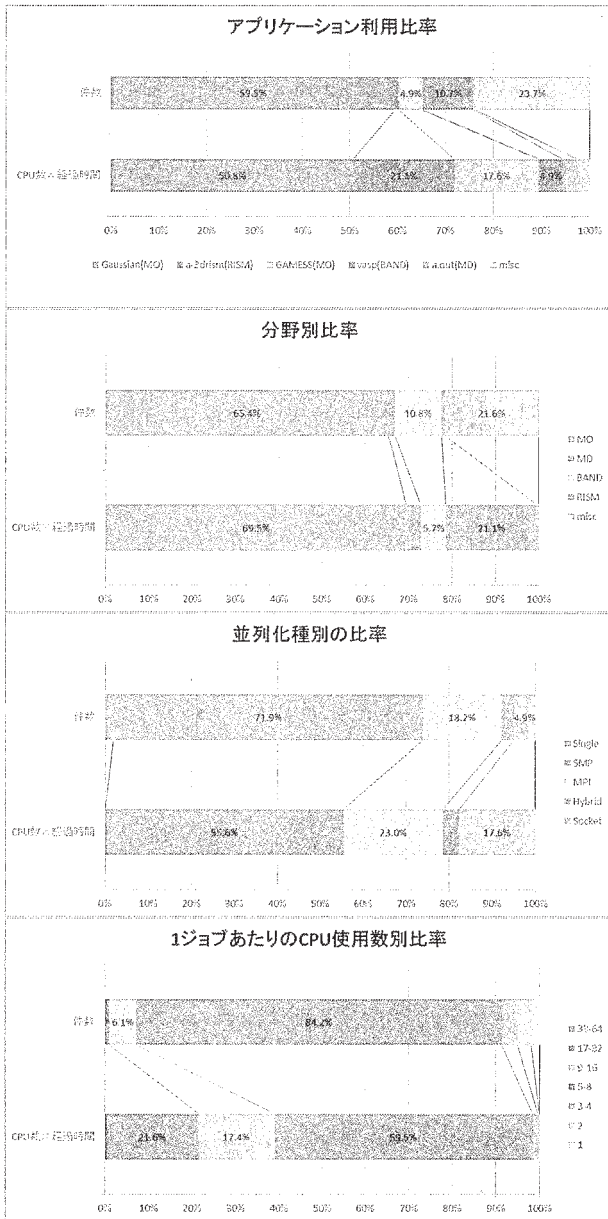 アプリケーション利用比率
件数
59.5%
4.9%
10.7%
23.7%
CPU数×経過時間
50.8%
21.1%
17.6%
4.9%
0% 10% 20% 30% 40% 50% 60% 70% 80% 90% 100%
Gaussian(MO) a-3drism(RISM) GAMESS(MO) vasp(BAND) a.out(MD) misc
分野別比率
件数
65.4%
10.8%
21.6%
CPU数×経過時間
69.5%
5.7%
21.1%
0% 10% 20% 30% 40% 50% 60% 70% 80% 90% 100%
MO
MD
BAND
RISM
misc
並列化種別の比率
件数
71.9%
18.2%
4.9%
CPU数×経過時間
55.6%
23.0%
17.6%
0% 10% 20% 30% 40% 50% 60% 70% 80% 90% 100%
Single
SMP
MPI
Hybrid
Socket
1ジョブあたりのCPU使用数別比率
件数
6.1%
84.2%
CPU数×経過時間
21.6%
17.4%
59.5%
0% 10% 20% 30% 40% 50% 60% 70% 80% 90% 100%
33-64
17-32
9-16
5-8
3-4
2
1